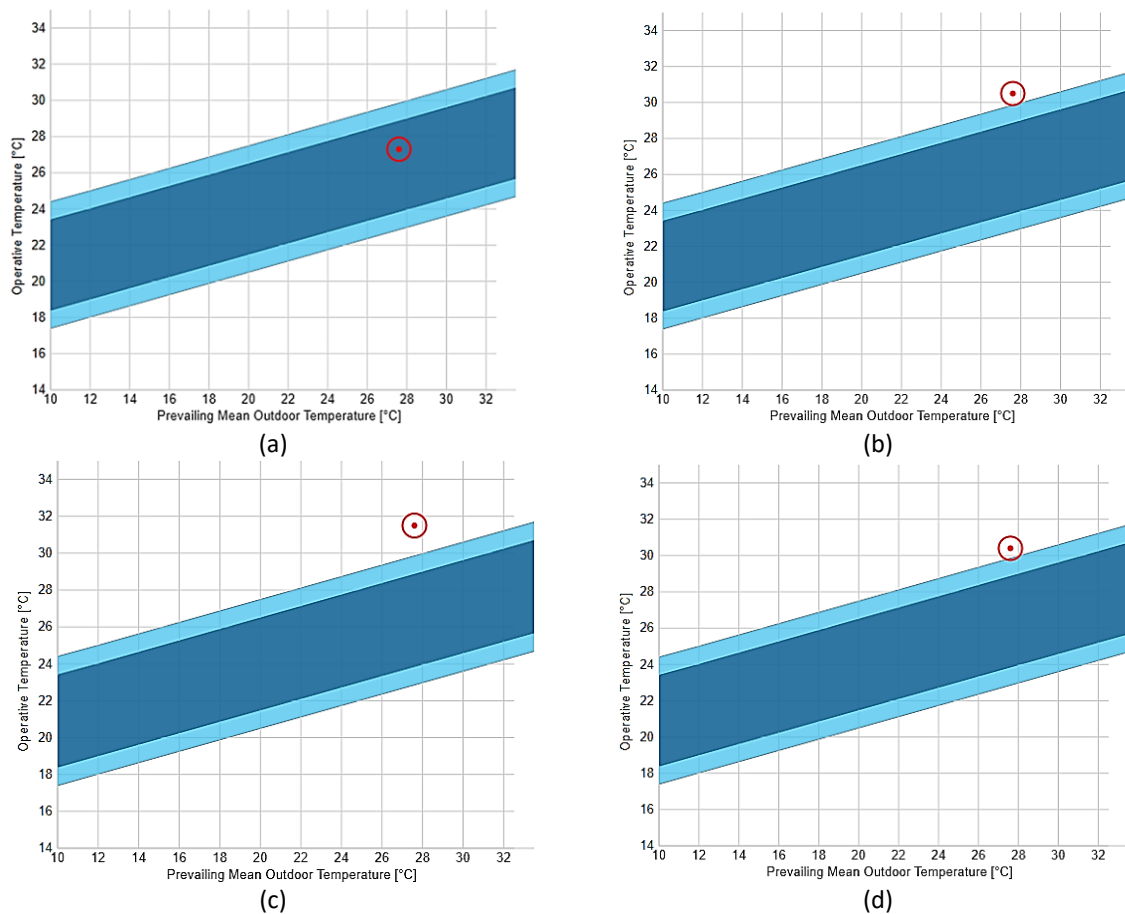 34
32
30
28
26
24
22
20
18
16
14
Operative Temperature [°C]
10 12 14 16 18 20 22 24 26 28 30 32
Prevailing Mean Outdoor Temperature [°C]
(a)
34
32
30
28
26
24
22
20
18
16
14
Operative Temperature [°C]
10 12 14 16 18 20 22 24 26 28 30 32
Prevailing Mean Outdoor Temperature [°C]
(b)
34
32
30
28
26
24
22
20
18
16
14
Operative Temperature [°C]
10 12 14 16 18 20 22 24 26 28 30 32
Prevailing Mean Outdoor Temperature [°C]
(c)
34
32
30
28
26
24
22
20
18
16
14
Operative Temperature [°C]
10 12 14 16 18 20 22 24 26 28 30 32
Prevailing Mean Outdoor Temperature [°C]
(d)